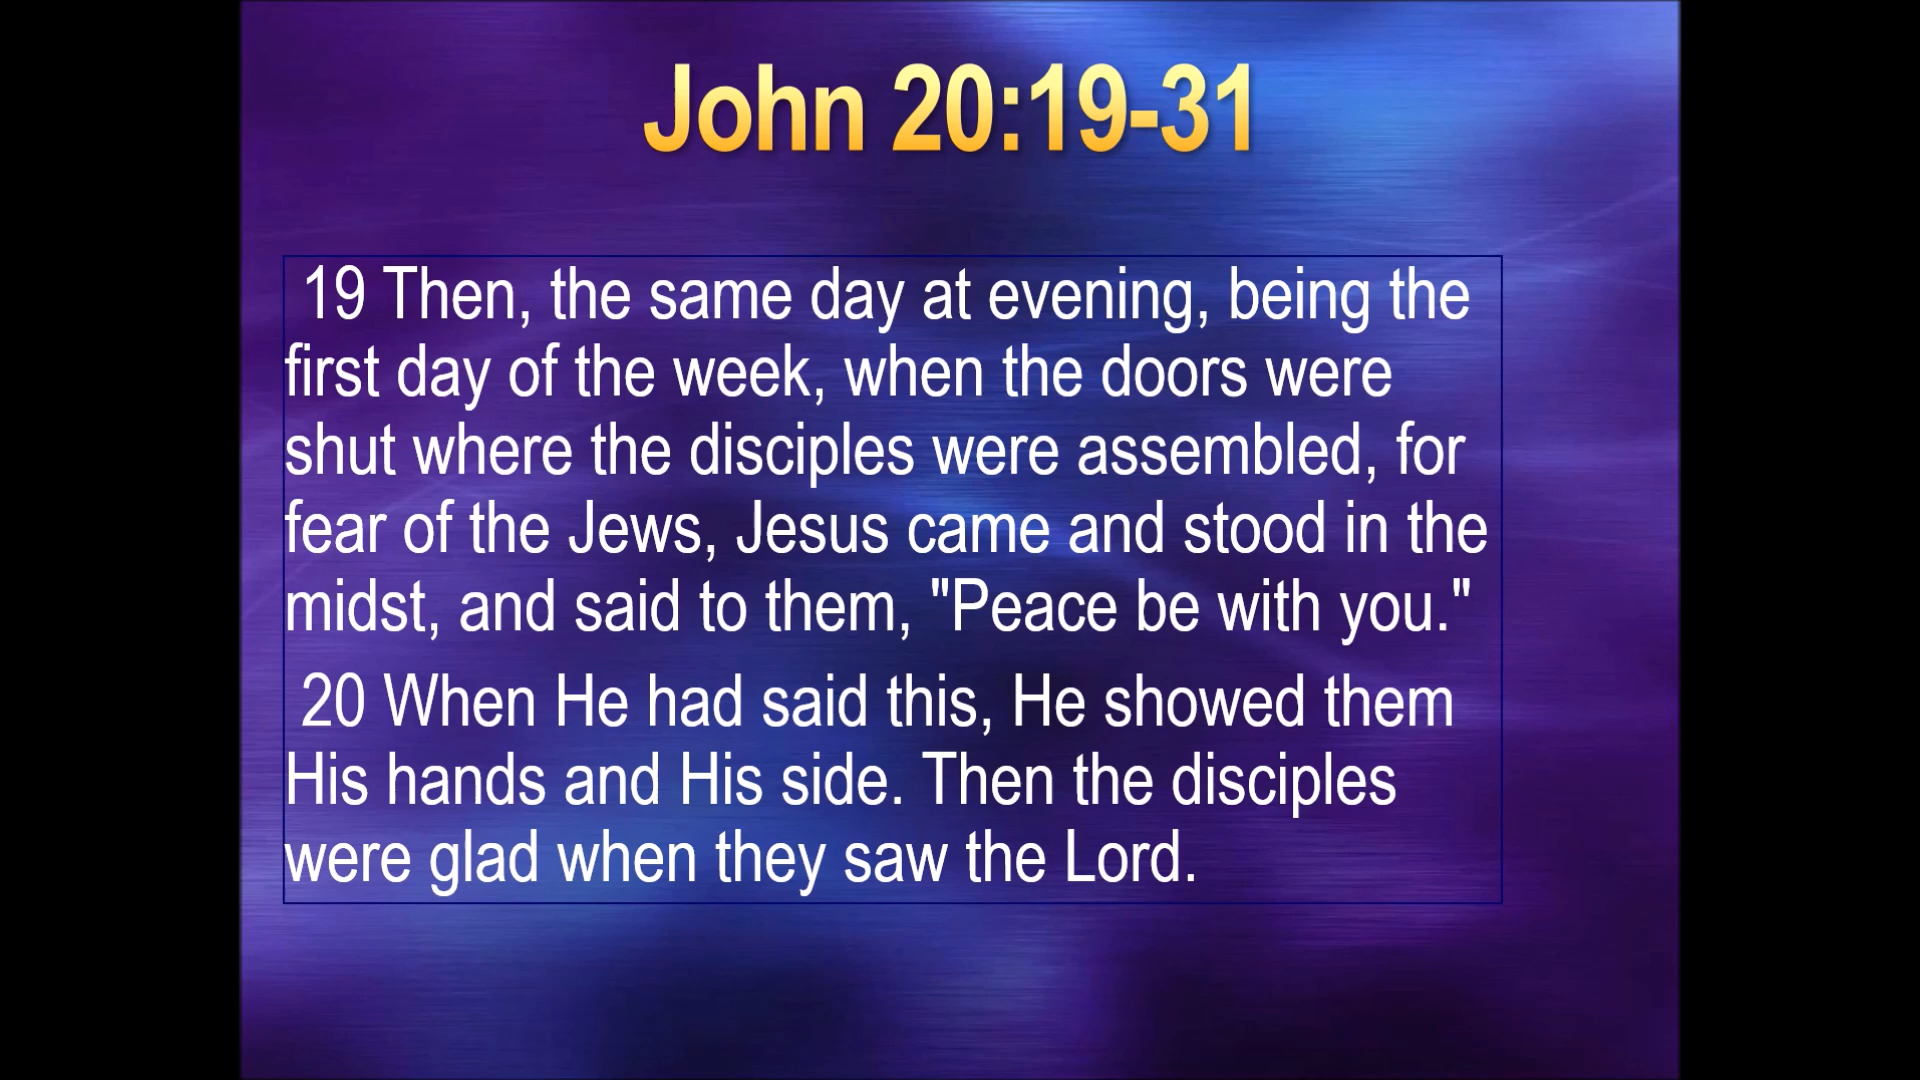 John 20:19-31
19 Then, the same day at evening, being the
first day of the week, when the doors were
shut where the disciples were assembled, for
fear of the Jews, Jesus came and stood in the
midst, and said to them, "Peace be with you."
20 When He had said this, He showed them
His hands and His side. Then the disciples
were glad when they saw the Lord.